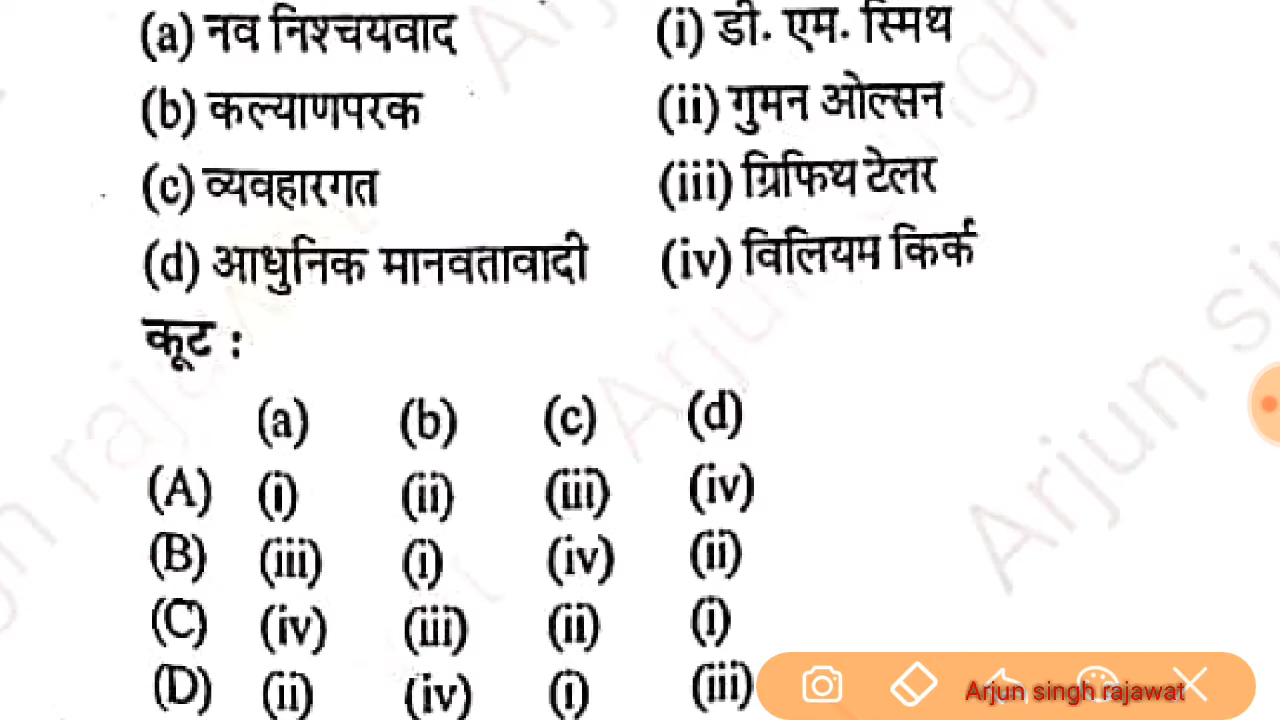 (a) नव निश्चयवाद (i) डी. एम. स्मिथ
(b) कल्याणपरक (ii) गुमन ओल्सन
(c) व्यवहारगत (iii) ग्रिफिथ टेलर
(d) आधुनिक मानवतावादी (iv) विलियम किर्क
कूट :
(a) (b) (c) (d)
(A) (i) (ii) (iii) (iv)
(B) (iii) (i) (iv) (ii)
(C) (iv) (iii) (ii) (i)
(D) (ii) (iv) (i) (iii)
Arjun singh rajawat